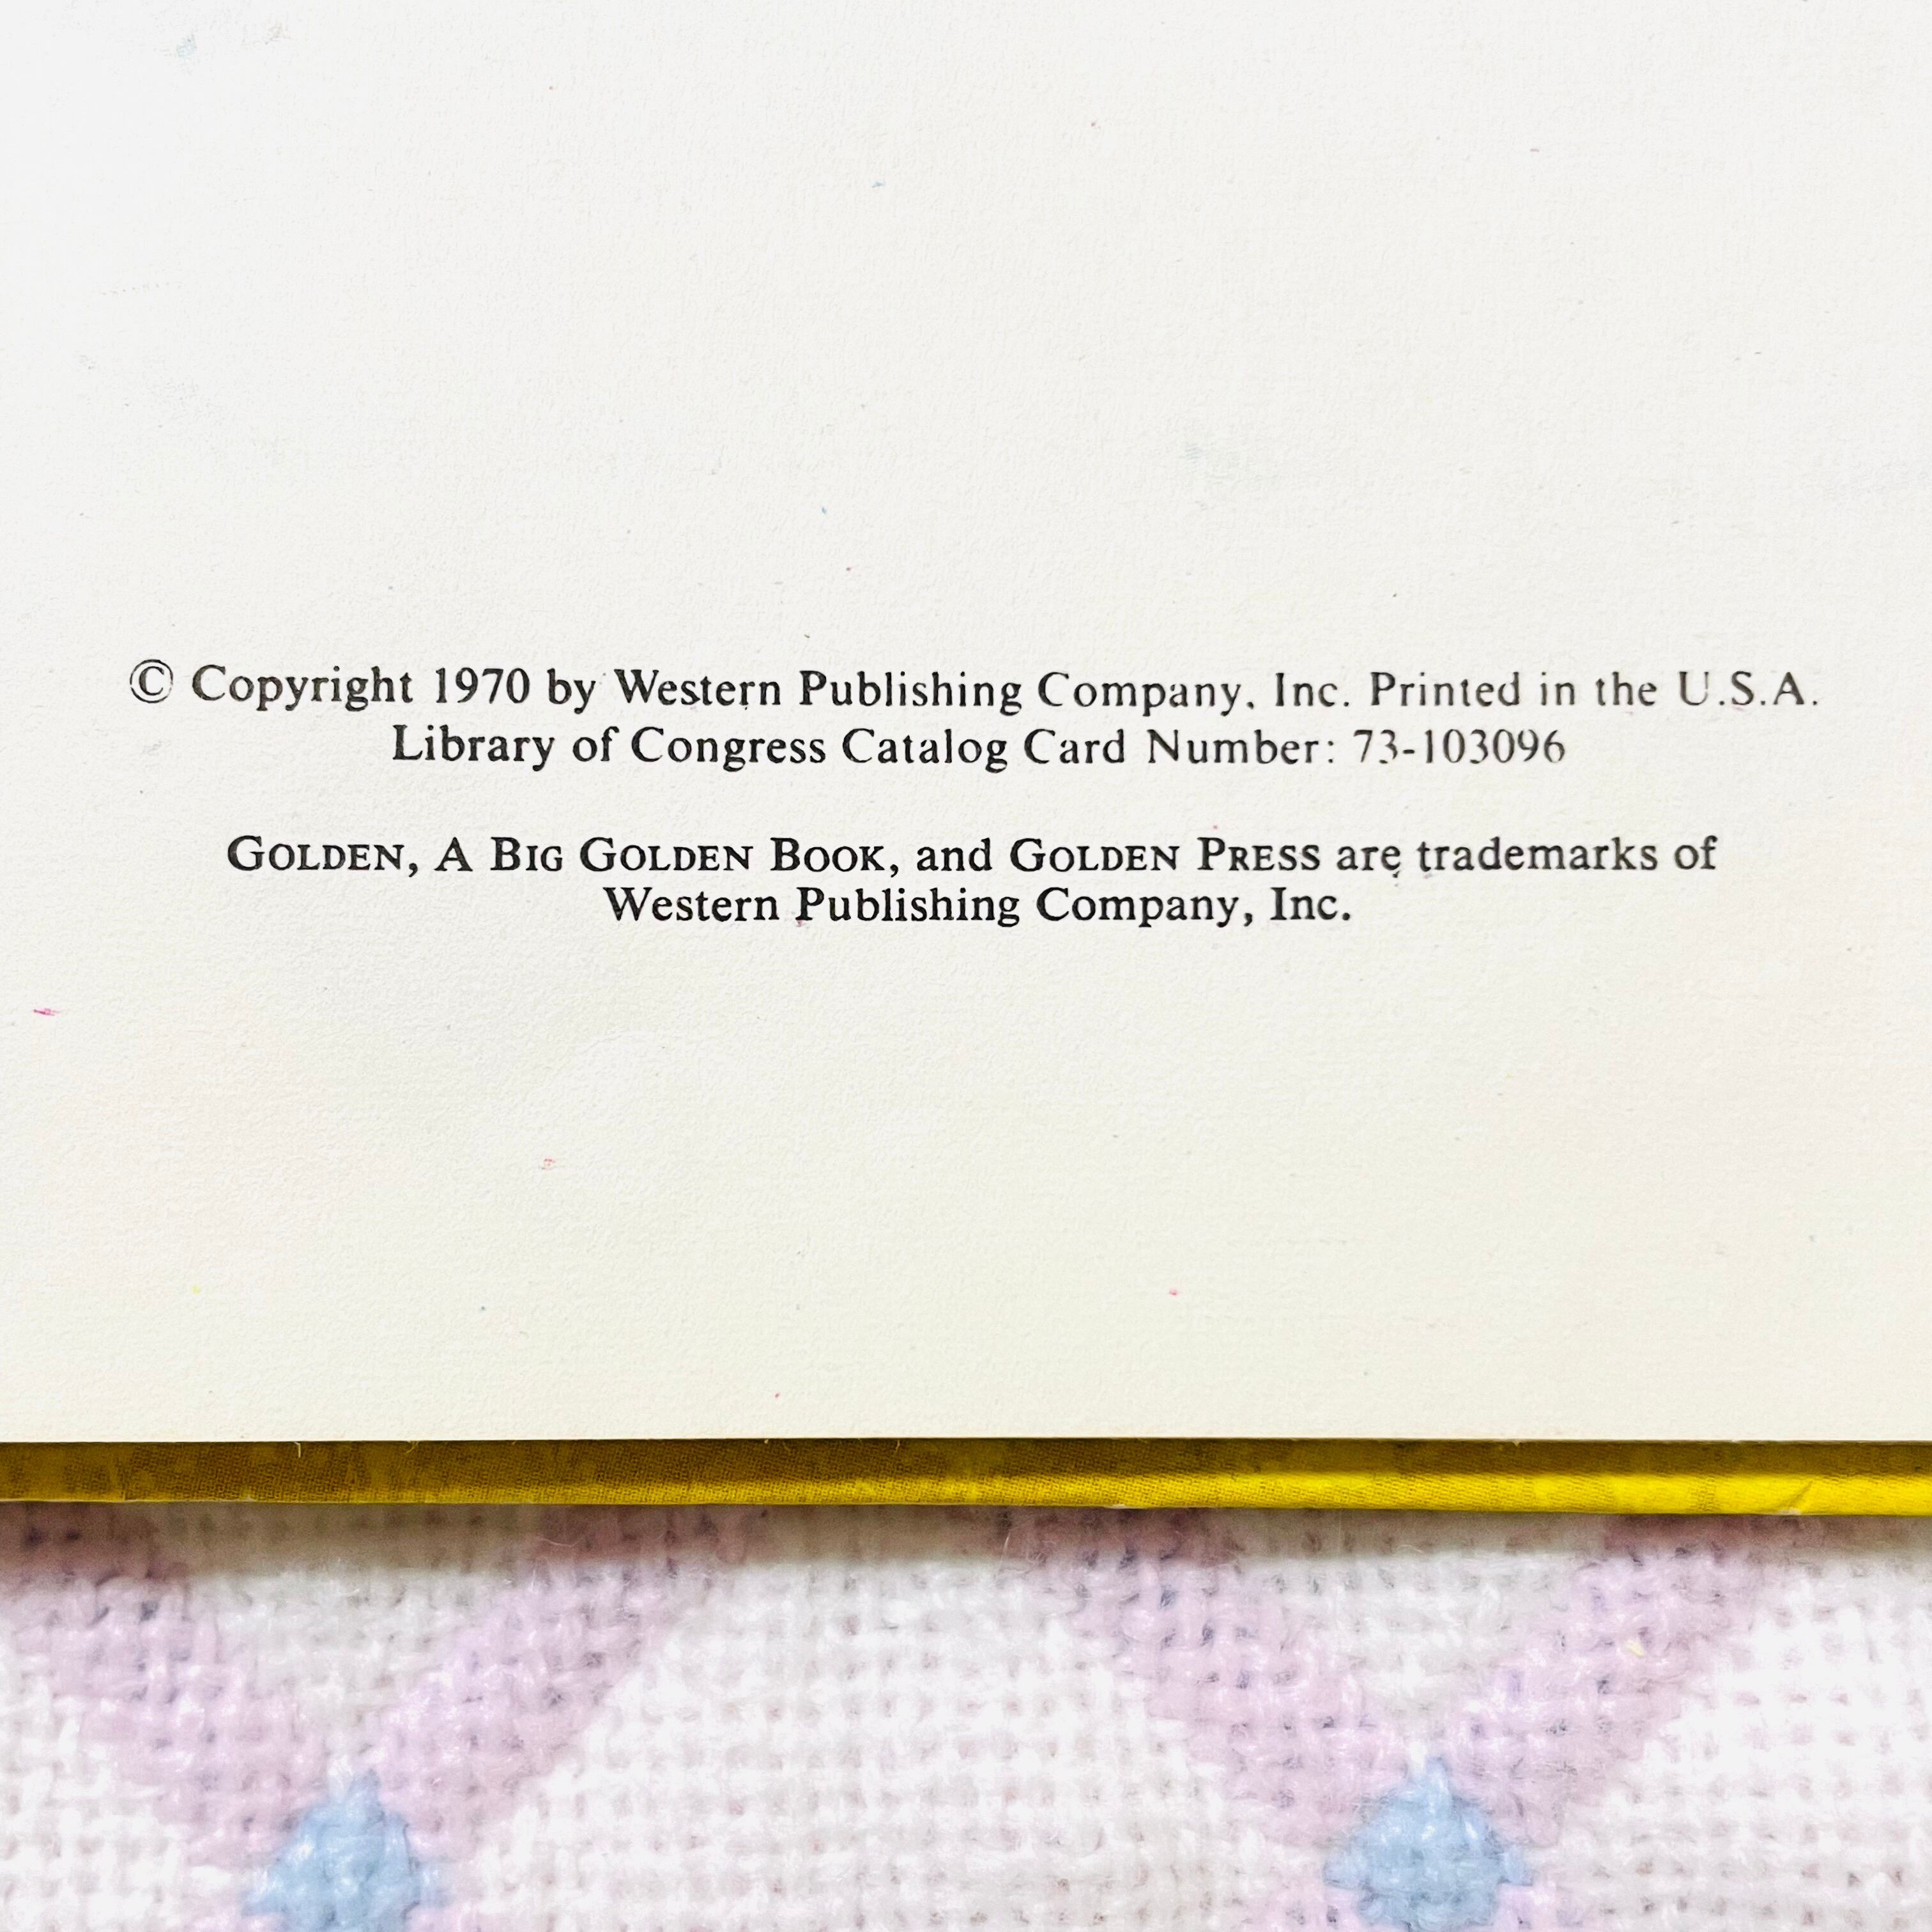 © Copyright 1970 by Western Publishing Company, Inc. Printed in the U.S.A.
Library of Congress Catalog Card Number: 73-103096
GOLDEN, A BIG GOLDEN BOOK, and GOLDEN PRESS are trademarks of
Western Publishing Company, Inc.